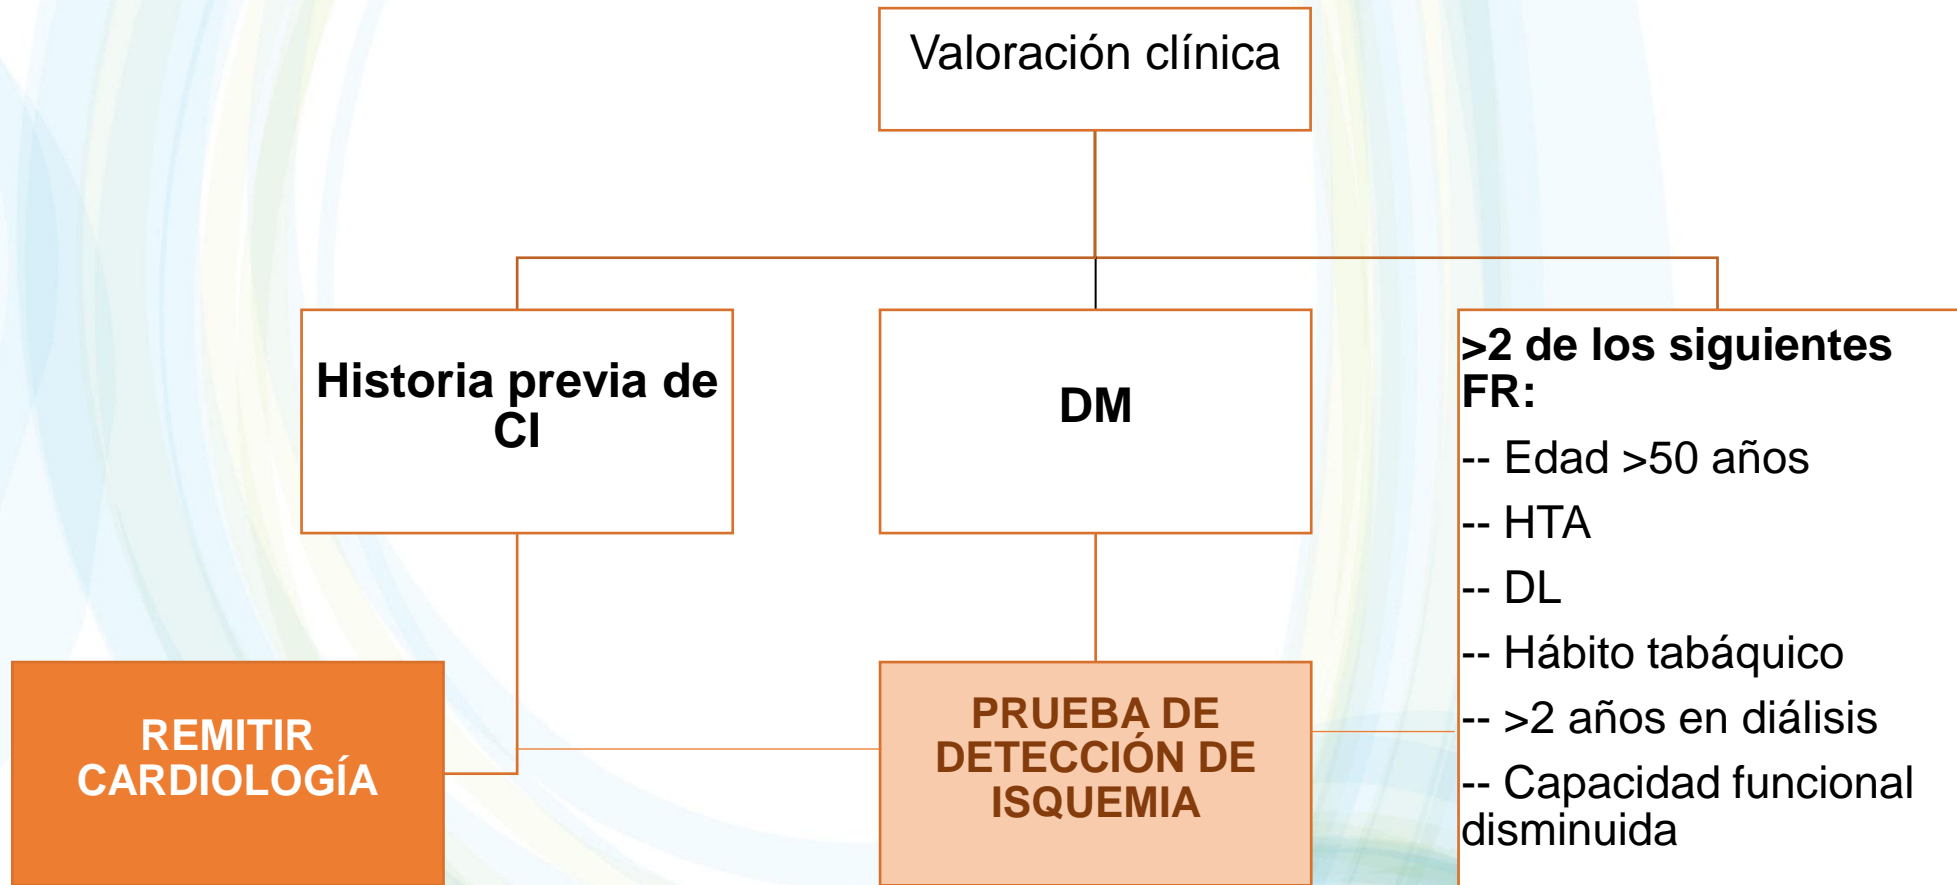 Valoración clínica
Historia previa de
CI
DM
>2 de los siguientes
FR:
-- Edad >50 años
-- HTA
-- DL
-- Hábito tabáquico
-- >2 años en diálisis
-- Capacidad funcional
disminuida
REMITIR
CARDIOLOGÍA
PRUEBA DE
DETECCIÓN DE
ISQUEMIA